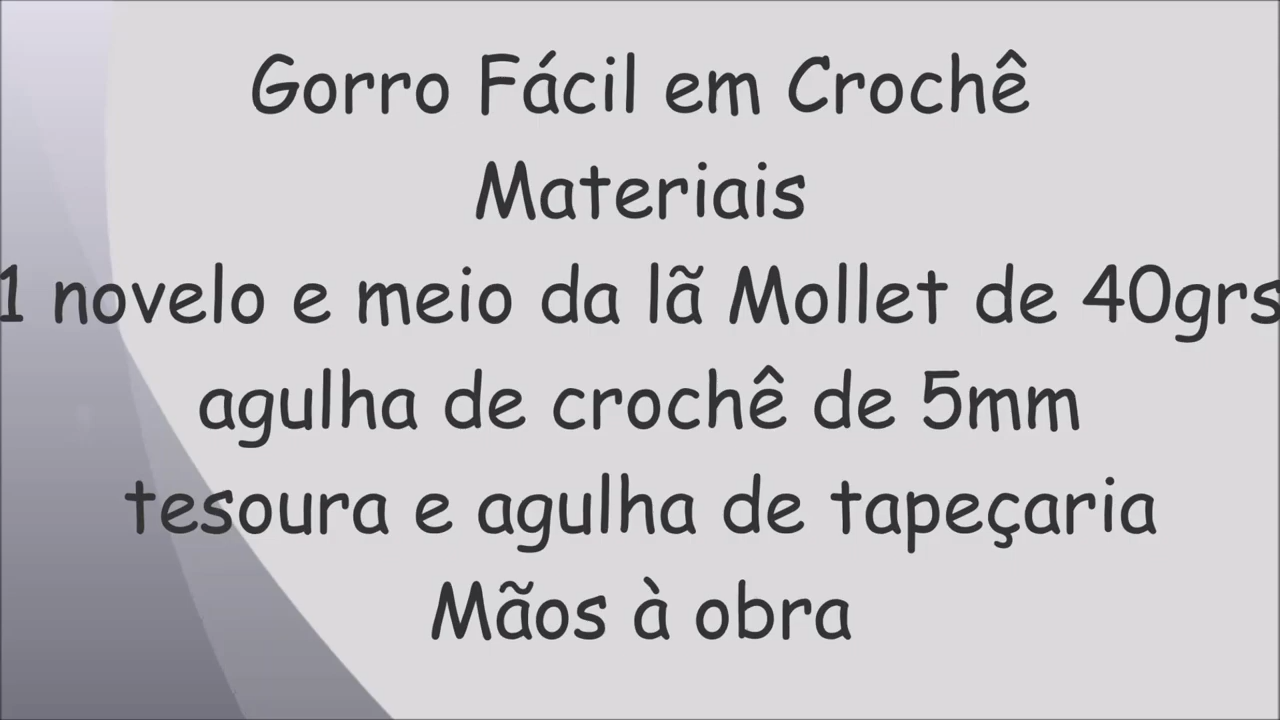 Gorro Fácil em Crochê
Materiais
1 novelo e meio da lã Mollet de 40grs
agulha de crochê de 5mm
tesoura e agulha de tapeçaria
Mãos à obra